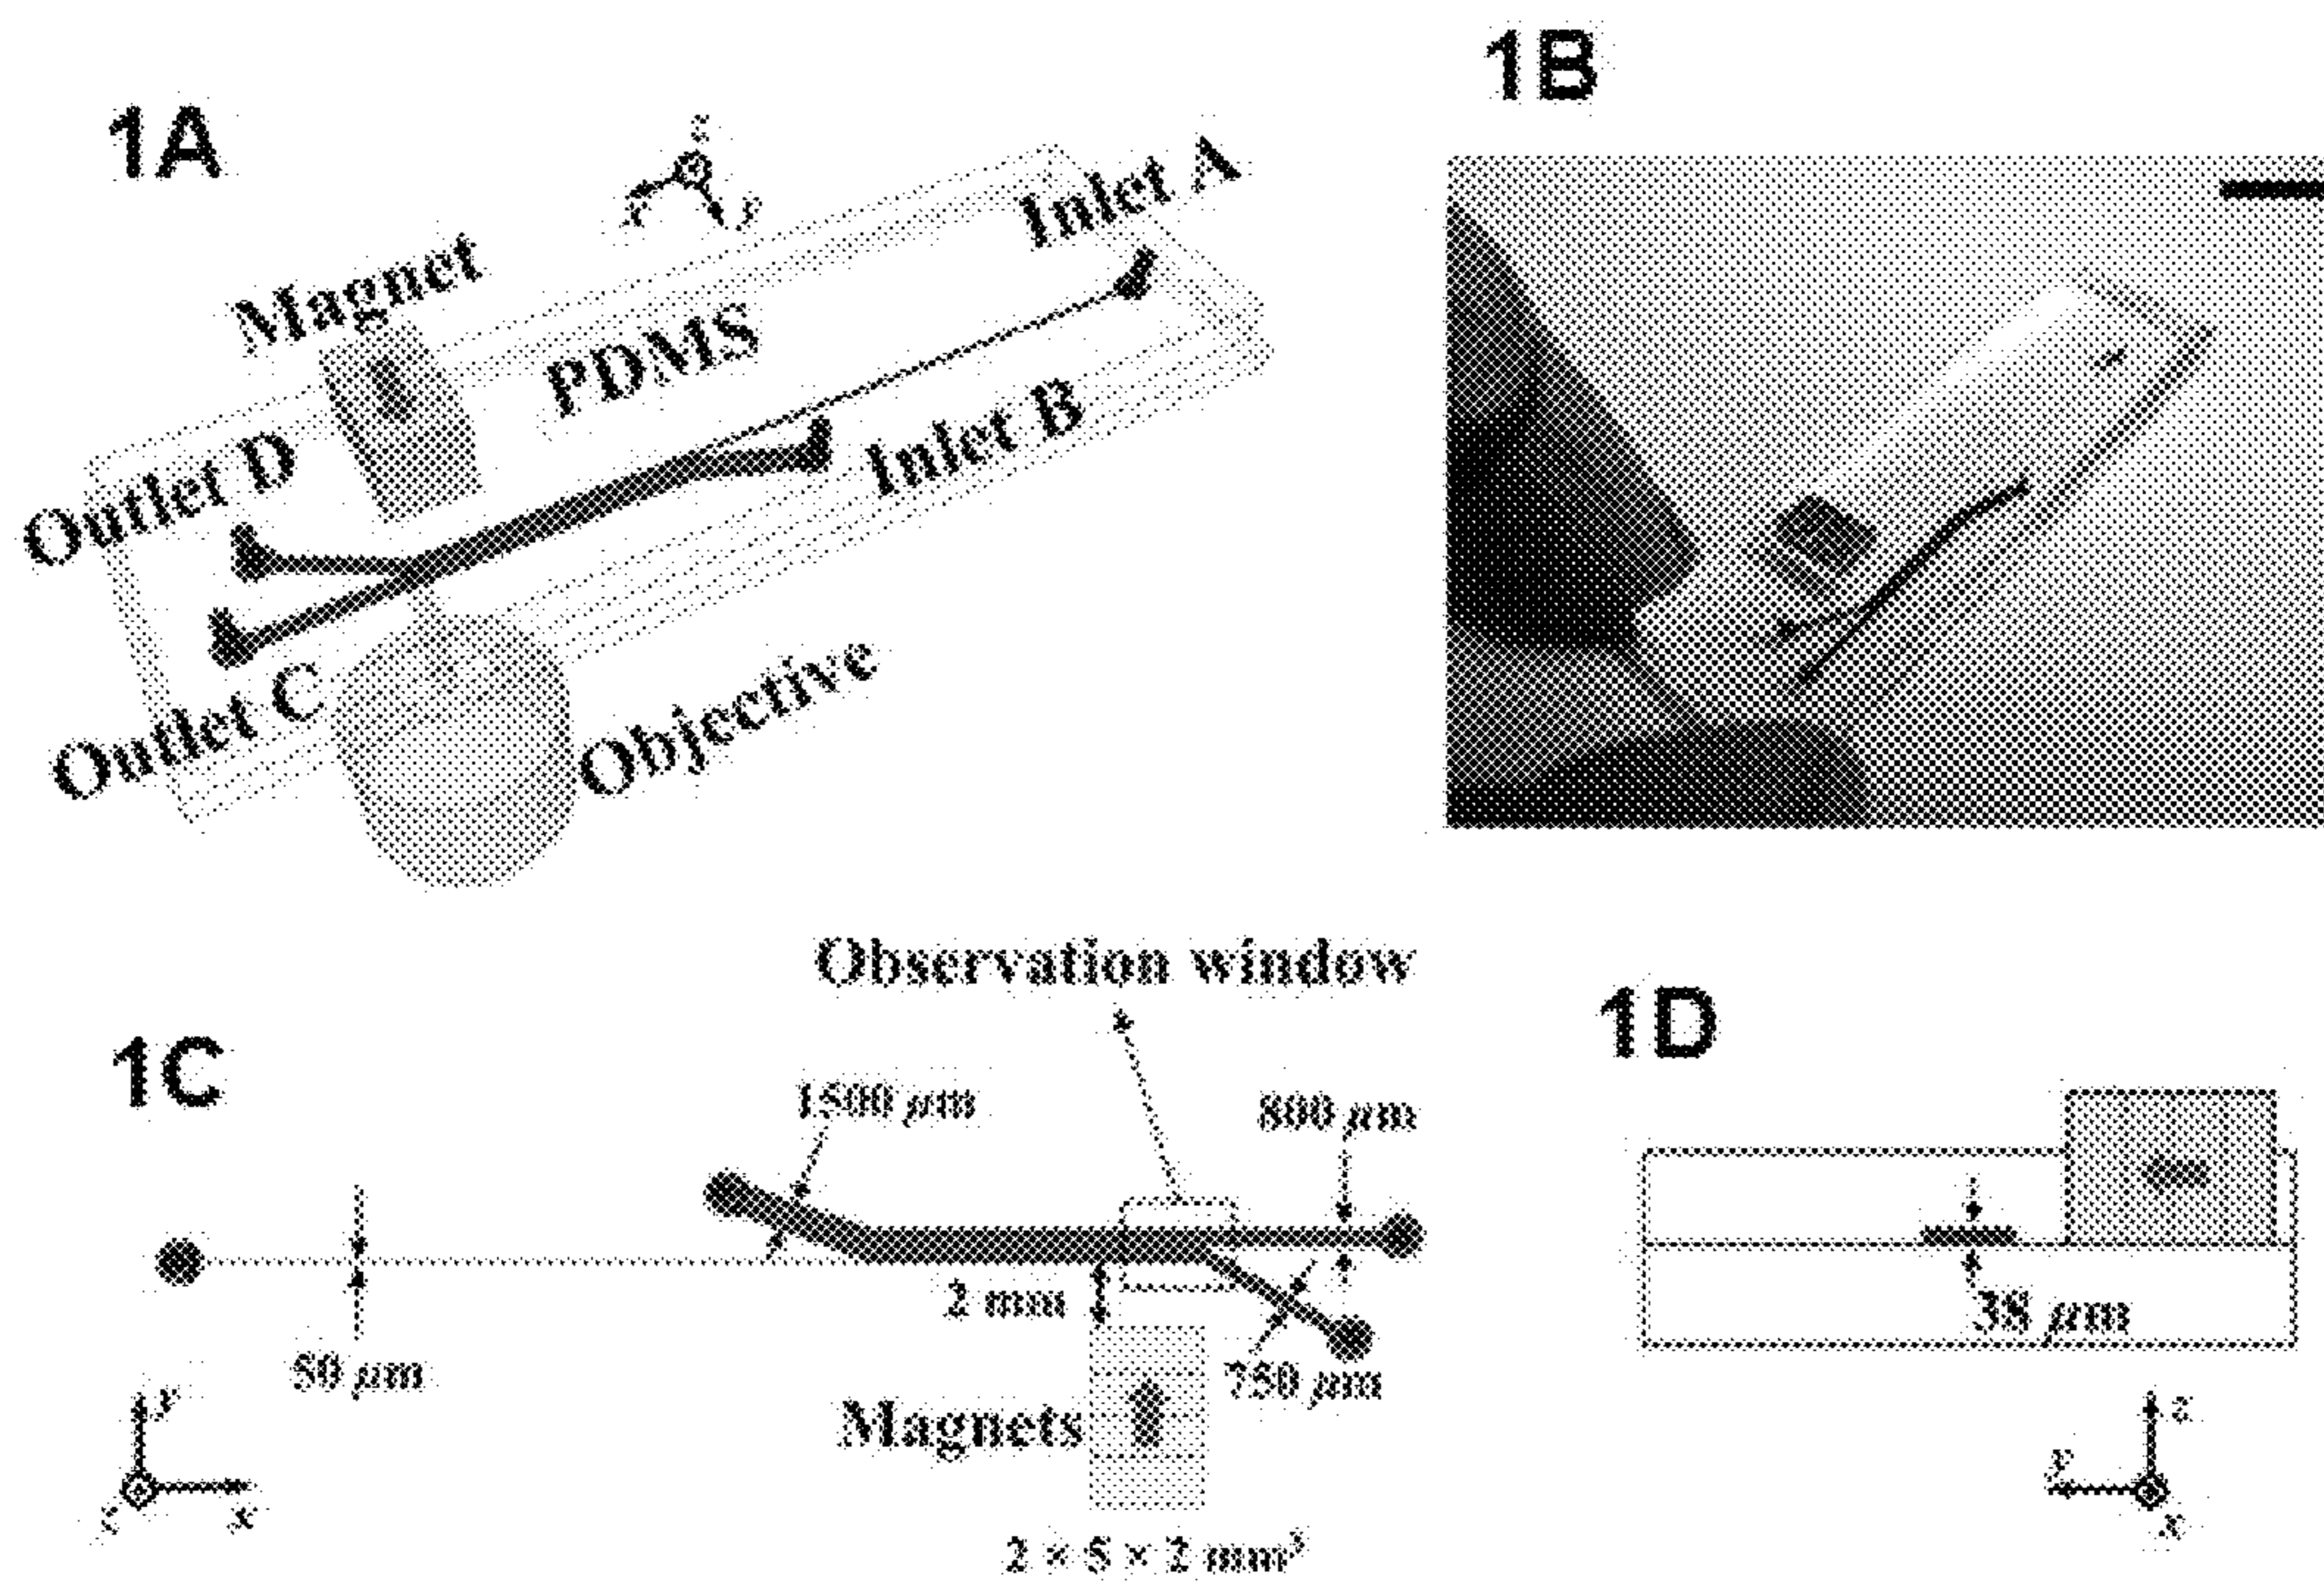 1A
z
x
y
Magnet
PDMS
Inlet A
Inlet B
Outlet D
Outlet C
Objective
1B
1C
Observation window
1500 μm
800 μm
50 μm
2 mm
750 μm
Magnets
2 × 5 × 2 mm³
y
z
x
1D
38 μm
z
y
x